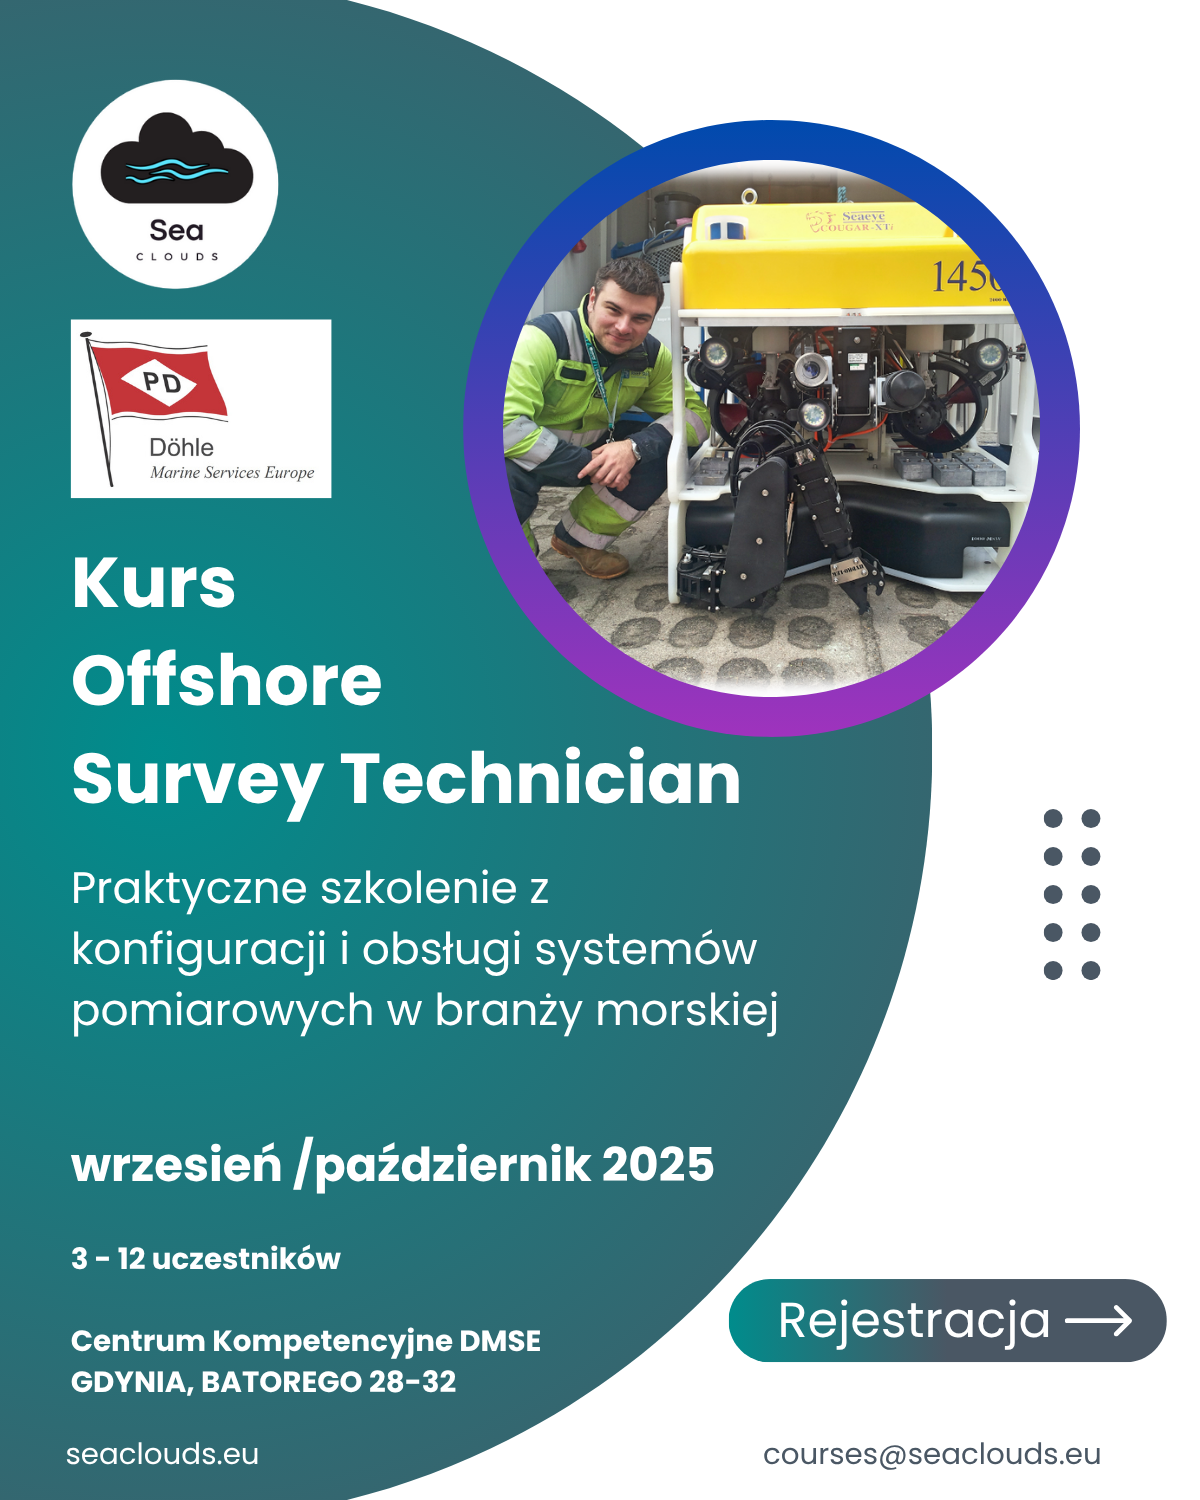 Sea
CLOUDS
PD
Döhle
Marine Services Europe
Seaeye
COUGAR-XTi
1450
Kurs
Offshore
Survey Technician
Praktyczne szkolenie z
konfiguracji i obsługi systemów
pomiarowych w branży morskiej
wrzesień /październik 2025
3 - 12 uczestników
Centrum Kompetencyjne DMSE
GDYNIA, BATOREGO 28-32
Rejestracja
seaclouds.eu
courses@seaclouds.eu